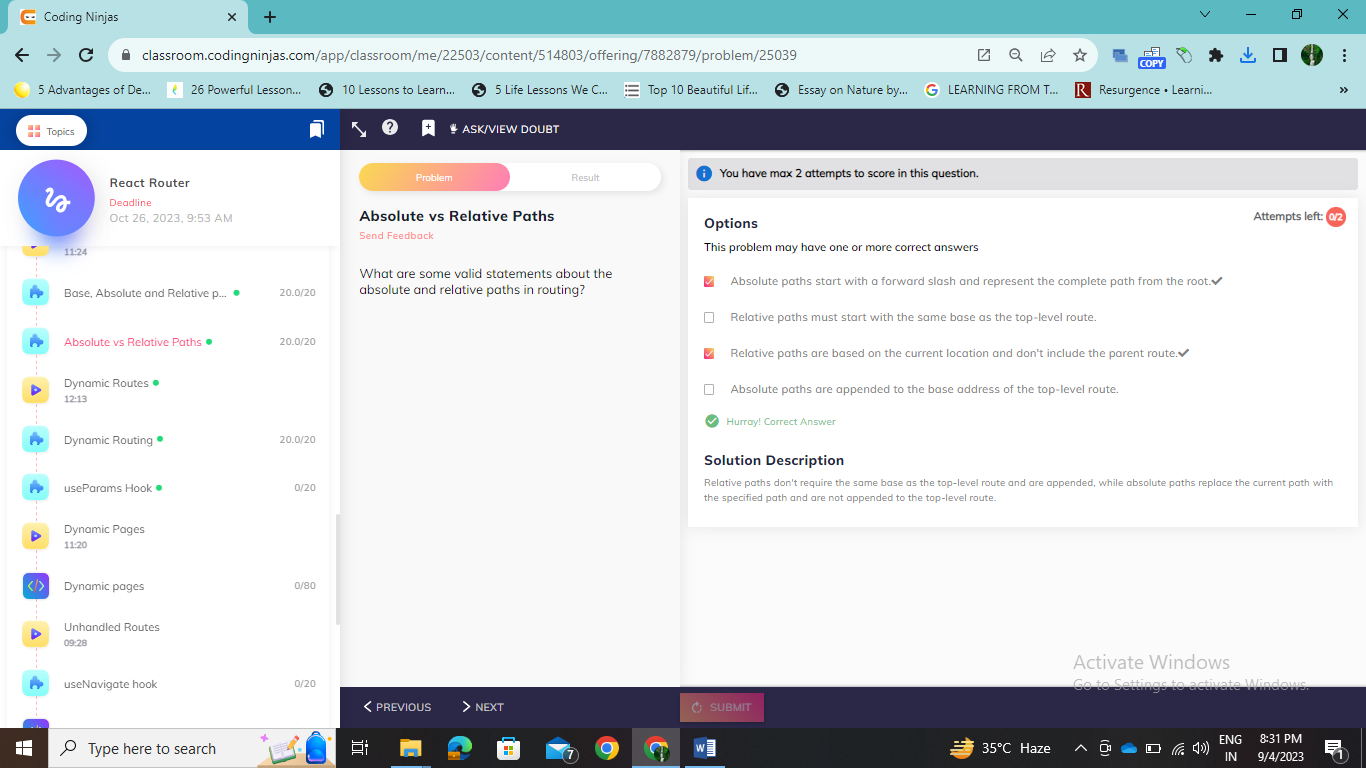 Coding Ninjas
classroom.codingninjas.com/app/classroom/me/22503/content/514803/offering/7882879/problem/25039
COPY
5 Advantages of De...
26 Powerful Lesson...
10 Lessons to Learn...
5 Life Lessons We C...
Top 10 Beautiful Lif...
Essay on Nature by...
LEARNING FROM T...
Resurgence • Learni...
Topics
ASK/VIEW DOUBT
React Router
Deadline
Oct 26, 2023, 9:53 AM
11:24
Base, Absolute and Relative p...
20.0/20
Absolute vs Relative Paths
20.0/20
Dynamic Routes
12:13
Dynamic Routing
20.0/20
useParams Hook
0/20
Dynamic Pages
11:20
Dynamic pages
0/80
Unhandled Routes
09:28
useNavigate hook
0/20
Problem
Result
Absolute vs Relative Paths
Send Feedback
What are some valid statements about the
absolute and relative paths in routing?
You have max 2 attempts to score in this question.
Options
Attempts left: 0/2
This problem may have one or more correct answers
Absolute paths start with a forward slash and represent the complete path from the root.
Relative paths must start with the same base as the top-level route.
Relative paths are based on the current location and don't include the parent route.
Absolute paths are appended to the base address of the top-level route.
Hurray! Correct Answer
Solution Description
Relative paths don't require the same base as the top-level route and are appended, while absolute paths replace the current path with
the specified path and are not appended to the top-level route.
Activate Windows
Go to Settings to activate Windows.
PREVIOUS
NEXT
SUBMIT
Type here to search
7
35°C Haze
ENG
IN
8:31 PM
9/4/2023
1